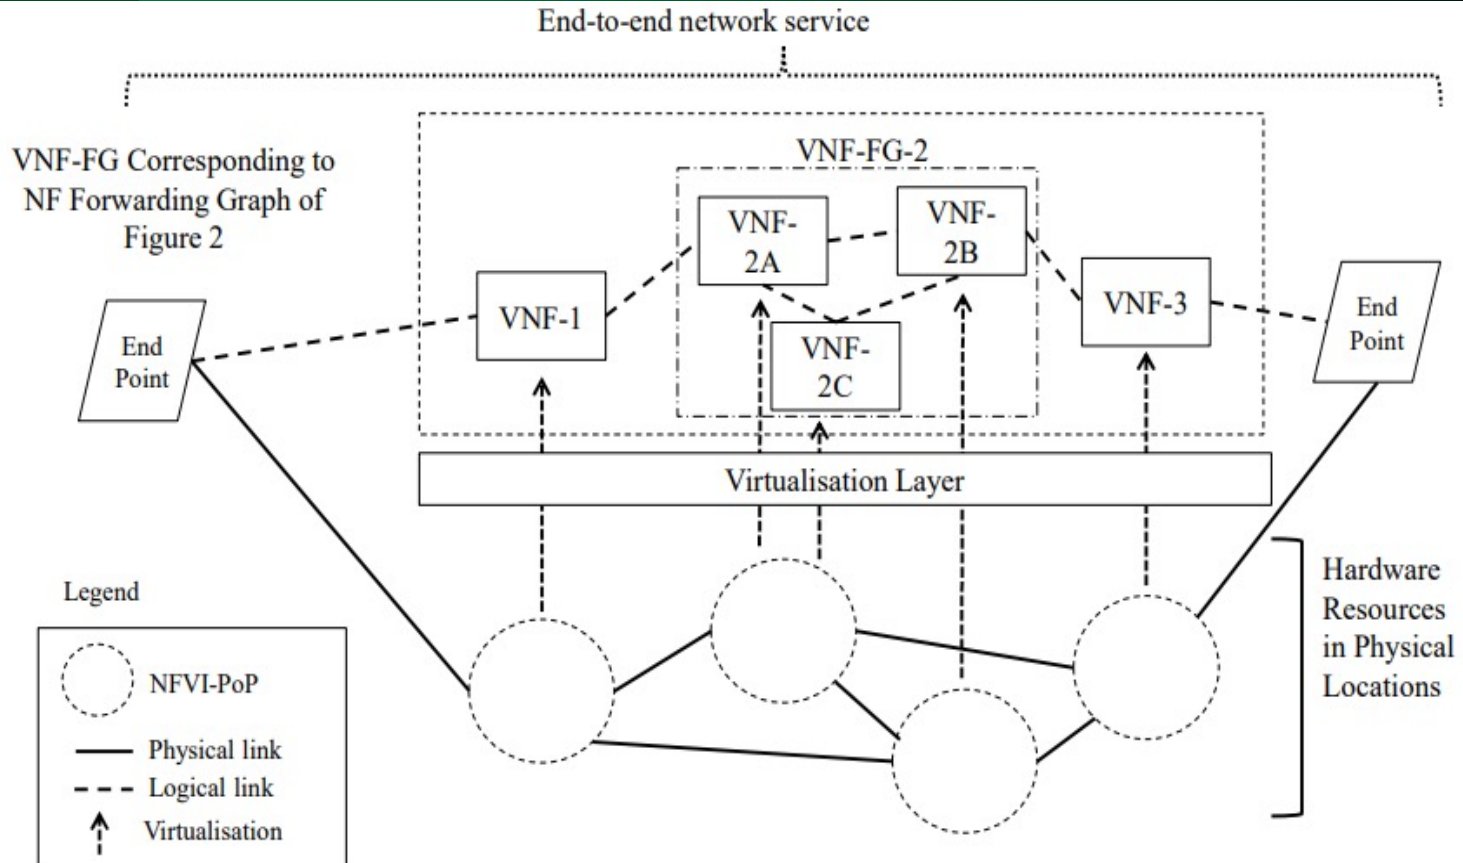 End-to-end network service
VNF-FG Corresponding to
NF Forwarding Graph of
Figure 2
VNF-FG-2
VNF-
2A
VNF-
2B
VNF-1
VNF-
2C
VNF-3
End
Point
End
Point
Virtualisation Layer
Hardware
Resources
in Physical
Locations
Legend
NFVI-PoP
Physical link
Logical link
Virtualisation